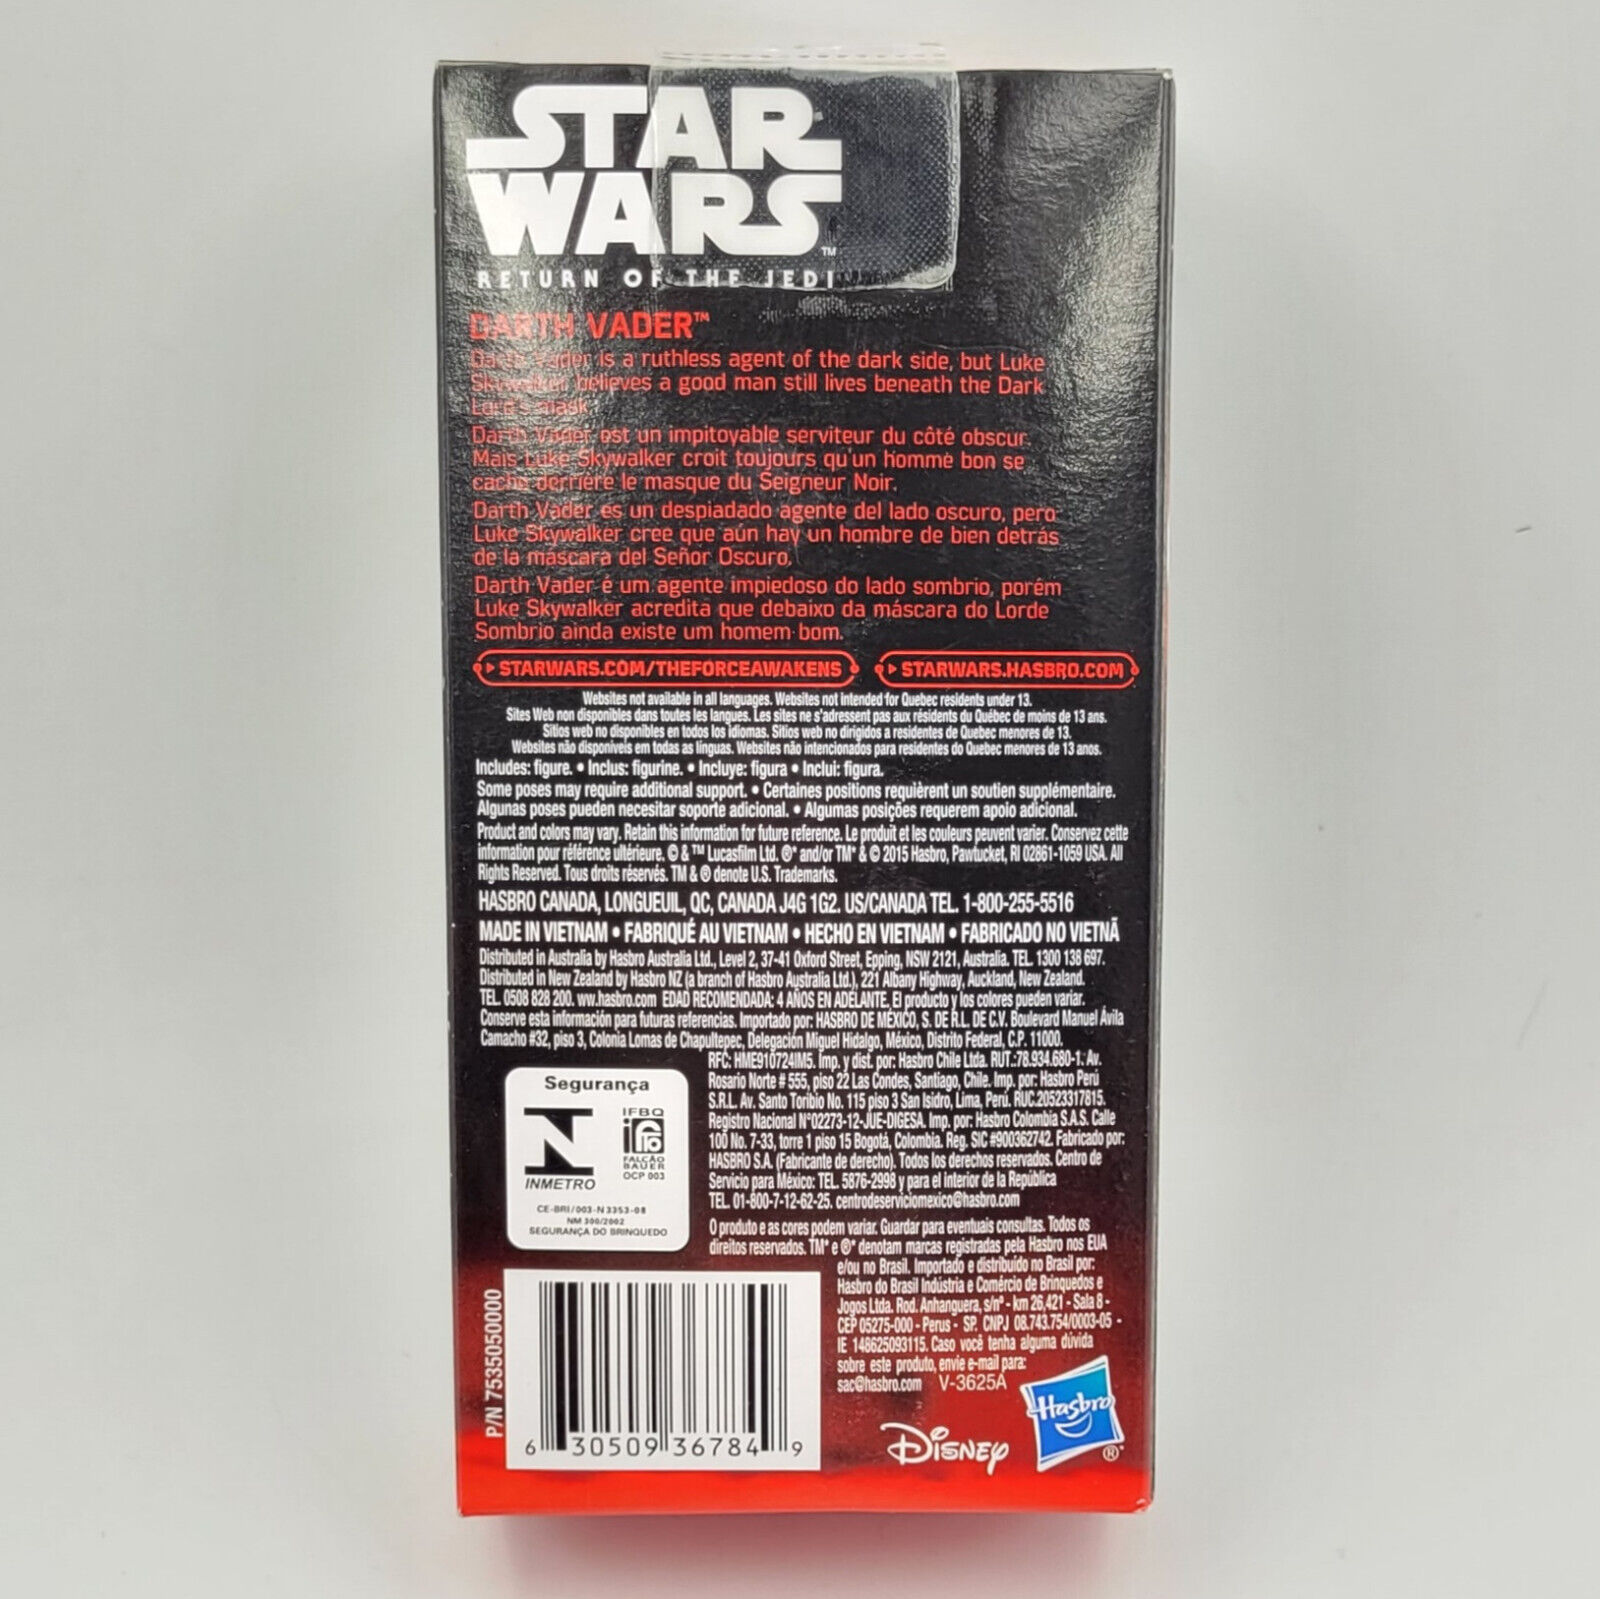 STAR
WARS™
RETURN OF THE JEDI
DARTH VADER™
Darth Vader is a ruthless agent of the dark side, but Luke
Skywalker believes a good man still lives beneath the Dark
Lord's mask.
Darth Vader est un impitoyable serviteur du côté obscur.
Mais Luke Skywalker croit toujours qu'un homme bon se
cache derrière le masque du Seigneur Noir.
Darth Vader es un despiadado agente del lado oscuro, pero
Luke Skywalker cree que aún hay un hombre de bien detrás
de la máscara del Señor Oscuro.
Darth Vader é um agente impiedoso do lado sombrio, porém
Luke Skywalker acredita que debaixo da máscara do Lorde
Sombrio ainda existe um homem bom.
STARWARS.COM/THEFORCEAWAKENS STARWARS.HASBRO.COM
Websites not available in all languages. Websites not intended for Quebec residents under 13.
Sites Web non disponibles dans toutes les langues. Les sites ne s'adressent pas aux résidents du Québec de moins de 13 ans.
Sitios web no disponibles en todos los idiomas. Sitios web no dirigidos a residentes de Quebec menores de 13.
Websites não disponíveis em todas as línguas. Websites não intencionados para residentes do Quebec menores de 13 anos.
Includes: figure. • Inclus: figurine. • Incluye: figura • Inclui: figura.
Some poses may require additional support. • Certaines positions requièrent un soutien supplémentaire.
Algunas poses pueden necesitar soporte adicional. • Algumas posições requerem apoio adicional.
Product and colors may vary. Retain this information for future reference. Le produit et les couleurs peuvent varier. Conservez cette
information pour référence ultérieure. © & ™ Lucasfilm Ltd. ®* and/or TM* & © 2015 Hasbro, Pawtucket, RI 02861-1059 USA. All
Rights Reserved. Tous droits réservés. TM & ® denote U.S. Trademarks.
HASBRO CANADA, LONGUEUIL, QC, CANADA J4G 1G2. US/CANADA TEL. 1-800-255-5516
MADE IN VIETNAM • FABRIQUÉ AU VIETNAM • HECHO EN VIETNAM • FABRICADO NO VIETNÃ
Distributed in Australia by Hasbro Australia Ltd., Level 2, 37-41 Oxford Street, Epping, NSW 2121, Australia. TEL. 1300 138 697.
Distributed in New Zealand by Hasbro NZ (a branch of Hasbro Australia Ltd.), 221 Albany Highway, Auckland, New Zealand.
TEL. 0508 828 200. ww.hasbro.com EDAD RECOMENDADA: 4 AÑOS EN ADELANTE. El producto y los colores pueden variar.
Conserve esta información para futuras referencias. Importado por: HASBRO DE MÉXICO, S. DE R.L. DE C.V. Boulevard Manuel Ávila
Camacho #32, piso 3, Colonia Lomas de Chapultepec, Delegación Miguel Hidalgo, México, Distrito Federal, C.P. 11000.
RFC: HME910724IM5. Imp. y dist. por: Hasbro Chile Ltda. RUT.:78.934.680-1. Av.
Rosario Norte # 555, piso 22 Las Condes, Santiago, Chile. Imp. por: Hasbro Perú
S.R.L. Av. Santo Toribio No. 115 piso 3 San Isidro, Lima, Perú. RUC.20523317815.
Registro Nacional N°02273-12-JUE-DIGESA. Imp. por: Hasbro Colombia S.A.S. Calle
100 No. 7-33, torre 1 piso 15 Bogotá, Colombia. Reg. SIC #900362742. Fabricado por:
HASBRO S.A. (Fabricante de derecho). Todos los derechos reservados. Centro de
Servicio para México: TEL. 5876-2998 y para el interior de la República
TEL. 01-800-7-12-62-25. centrodeserviciomexico@hasbro.com
Segurança
IFBQ
FALCÃO
BAUER
OCP 003
INMETRO
CE-BRI/003-N 3353-08
NM 300/2002
SEGURANÇA DO BRINQUEDO
O produto e as cores podem variar. Guardar para eventuais consultas. Todos os
direitos reservados. TM* e ®* denotam marcas registradas pela Hasbro nos EUA
e/ou no Brasil. Importado e distribuído no Brasil por:
Hasbro do Brasil Indústria e Comércio de Brinquedos e
Jogos Ltda. Rod. Anhanguera, s/nº - km 26,421 - Sala 8 -
CEP 05275-000 - Perus - SP. CNPJ 08.743.754/0003-05 -
IE 148625093115. Caso você tenha alguma dúvida
sobre este produto, envie e-mail para:
sac@hasbro.com V-3625A
P/N 7535050000
6 30509 36784 9
Disney
Hasbro
®*